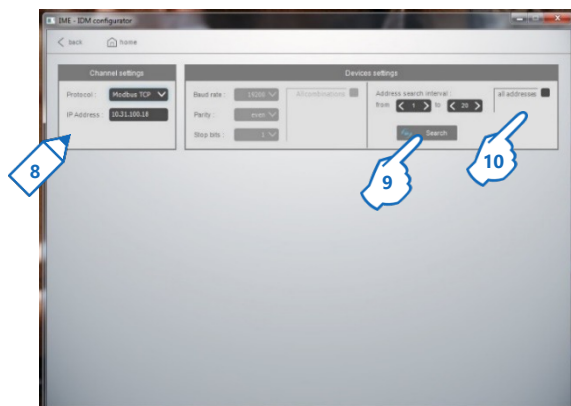 IME - IDM configurator
back
home
Channel settings
Devices settings
Protocol :
Modbus TCP
IP Address :
10.31.100.18
Baud rate :
19200
All combinations
Parity :
even
Stop bits :
1
Address search interval :
from 1 to 20
all addresses
Search
8
9
10